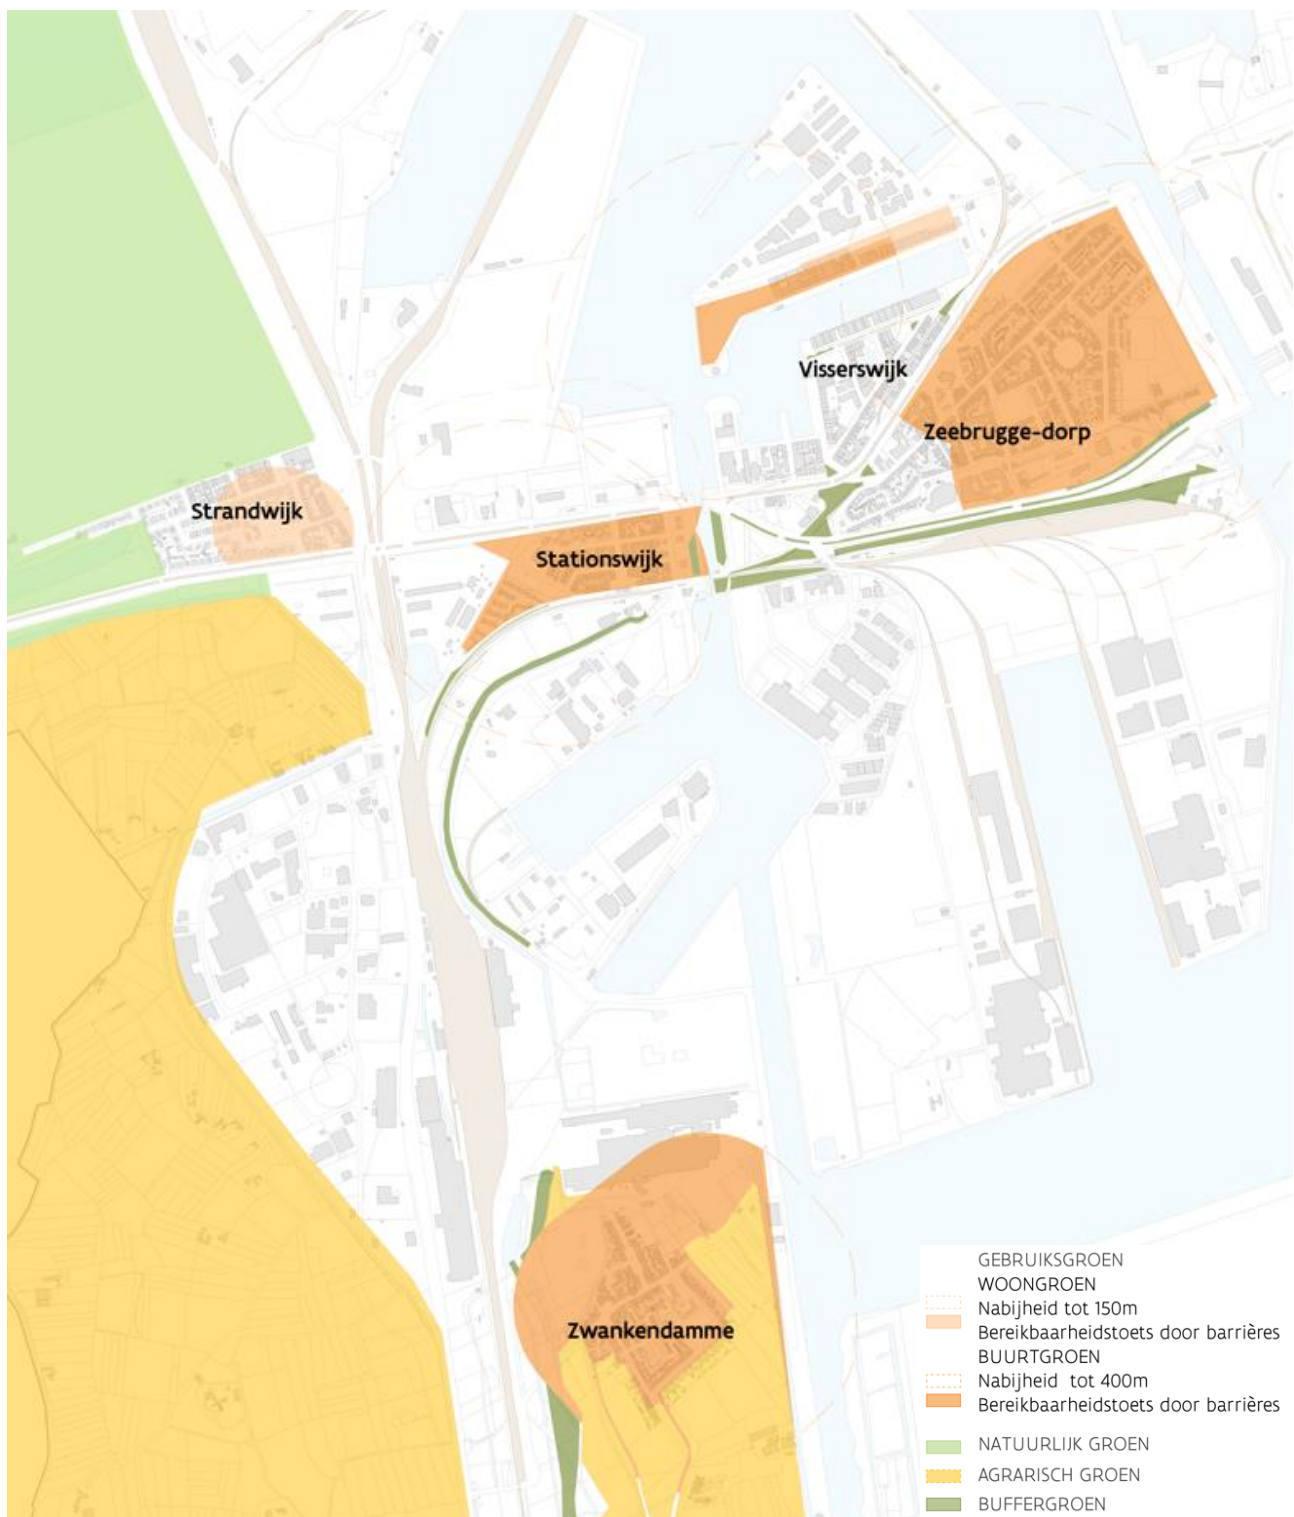 Visserswijk
Zeebrugge-dorp
Strandwijk
Stationswijk
Zwankendamme
GEBRUIKSGROEN
WOONGROEN
Nabijheid tot 150m
Bereikbaarheidstoets door barrières
BUURTGROEN
Nabijheid tot 400m
Bereikbaarheidstoets door barrières
NATUURLIJK GROEN
AGRARISCH GROEN
BUFFERGROEN